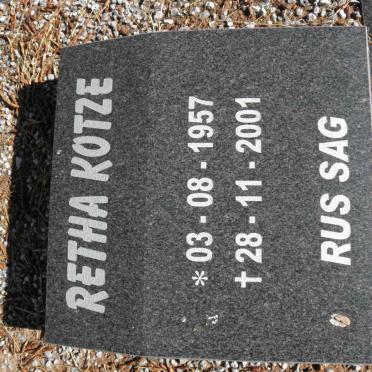 RETHA KOTZE
* 03 - 08 - 1957
† 28 - 11 - 2001
RUS SAG